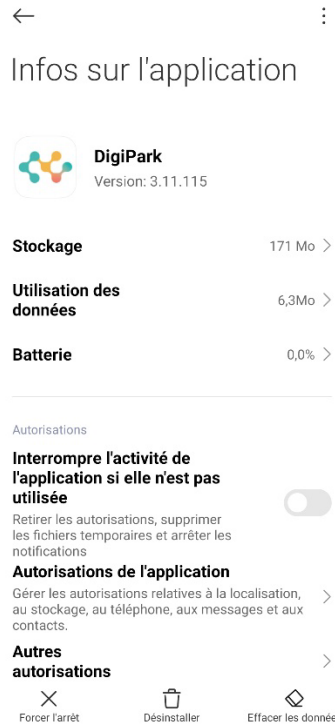 Infos sur l'application
DigiPark
Version: 3.11.115
Stockage
171 Mo
Utilisation des
données
6,3Mo
Batterie
0,0%
Autorisations
Interrompre l'activité de
l'application si elle n'est pas
utilisée
Retirer les autorisations, supprimer
les fichiers temporaires et arrêter les
notifications
Autorisations de l'application
Gérer les autorisations relatives à la localisation,
au stockage, au téléphone, aux messages et aux
contacts.
Autres
autorisations
Forcer l'arrêt
Désinstaller
Effacer les donnée